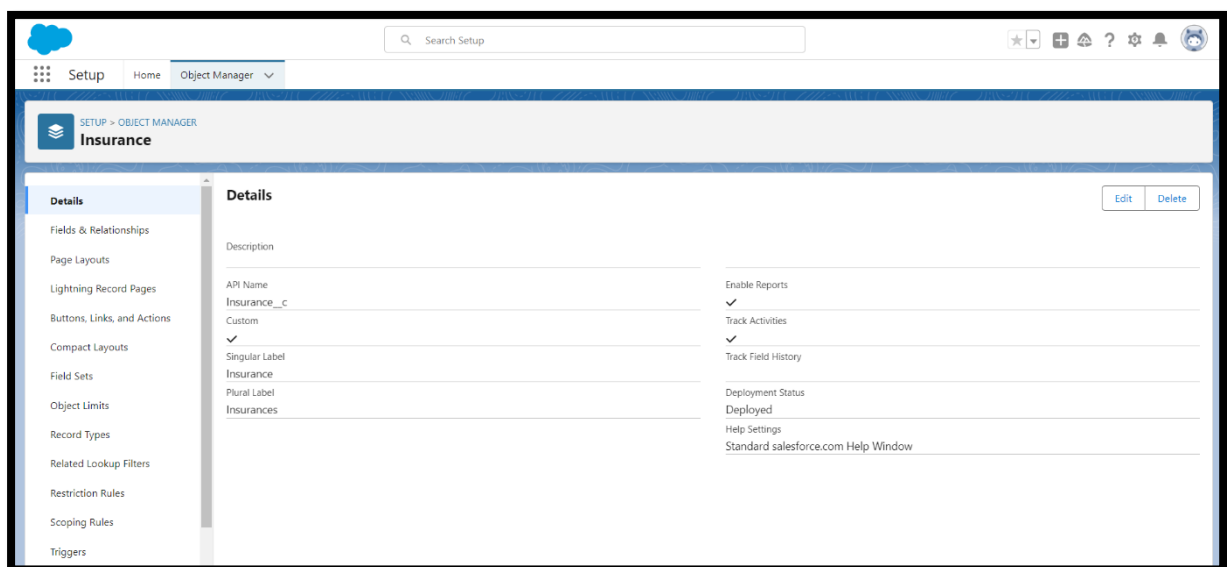 Search Setup
Setup Home Object Manager
SETUP > OBJECT MANAGER
Insurance
Details
Fields & Relationships
Page Layouts
Lightning Record Pages
Buttons, Links, and Actions
Compact Layouts
Field Sets
Object Limits
Record Types
Related Lookup Filters
Restriction Rules
Scoping Rules
Triggers
Details
Edit Delete
Description
API Name
Insurance__c
Custom
Singular Label
Insurance
Plural Label
Insurances
Enable Reports
Track Activities
Track Field History
Deployment Status
Deployed
Help Settings
Standard salesforce.com Help Window